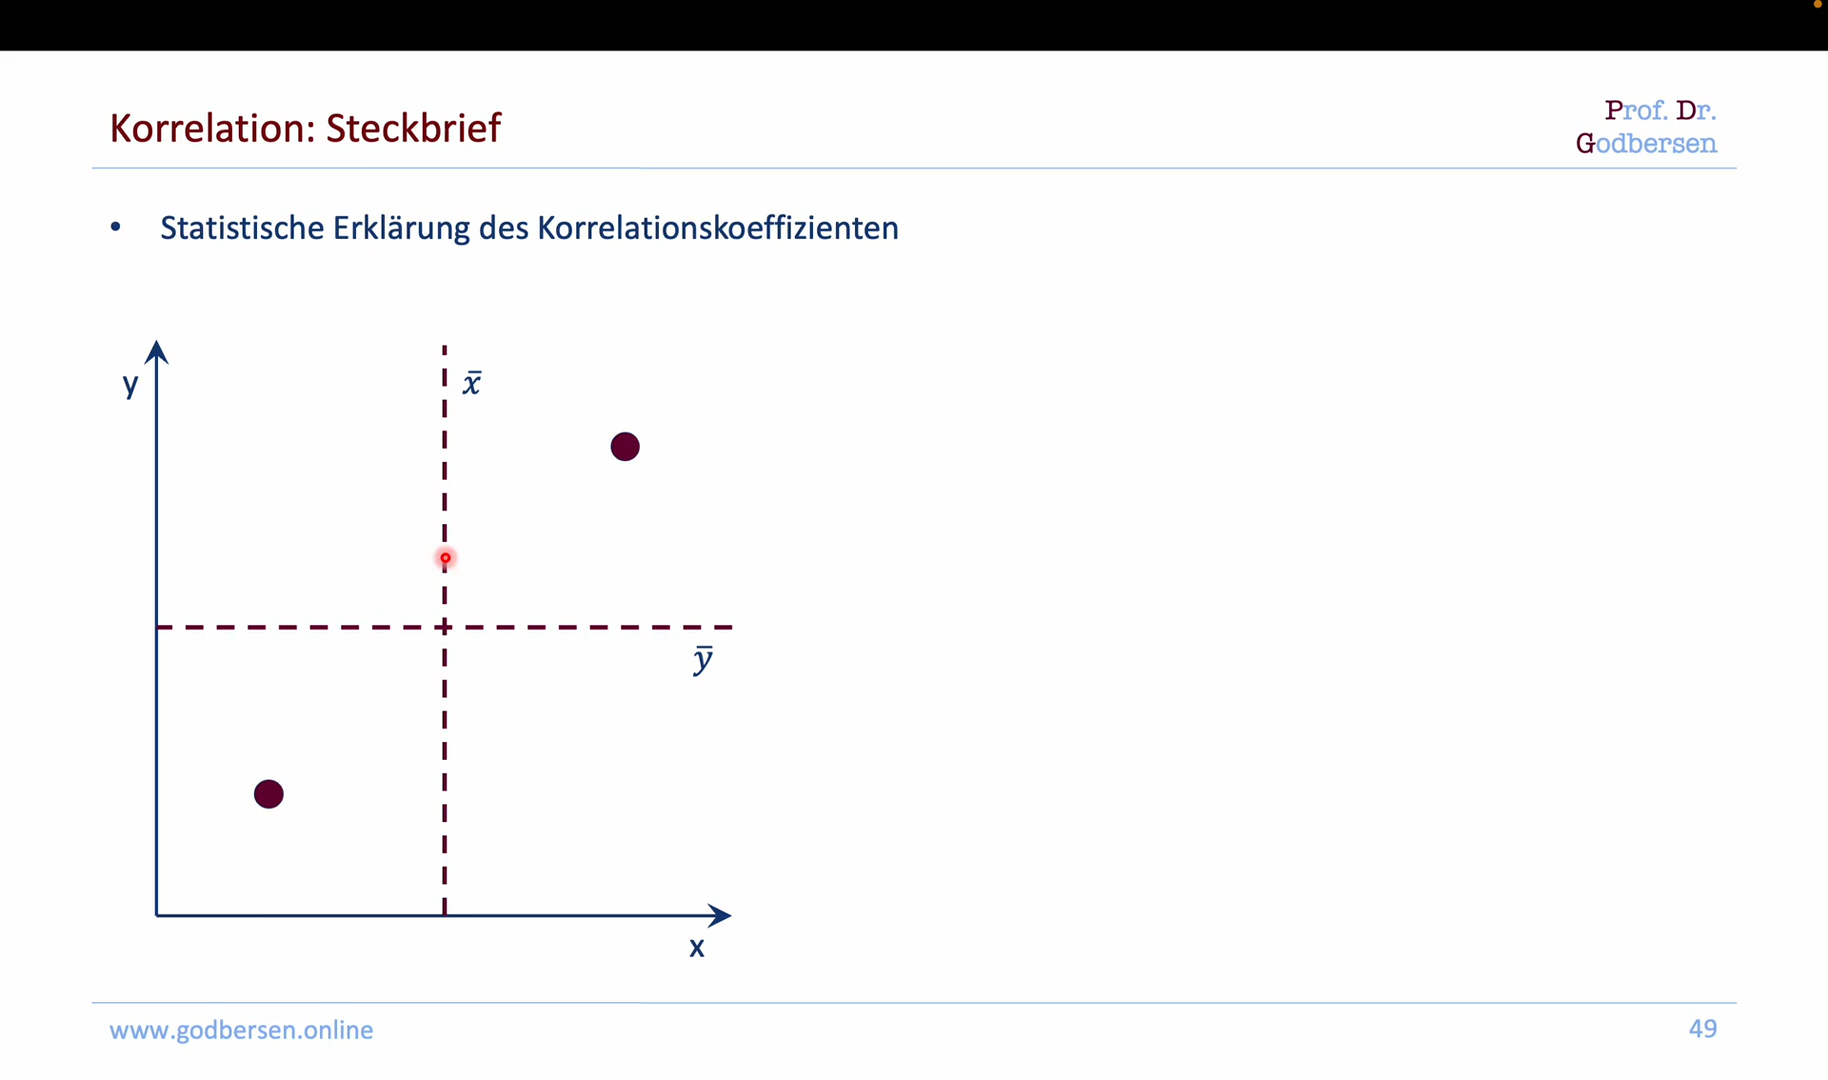 Korrelation: Steckbrief
Prof. Dr.
Godbersen
• Statistische Erklärung des Korrelationskoeffizienten
y
x̄
ȳ
x
www.godbersen.online
49